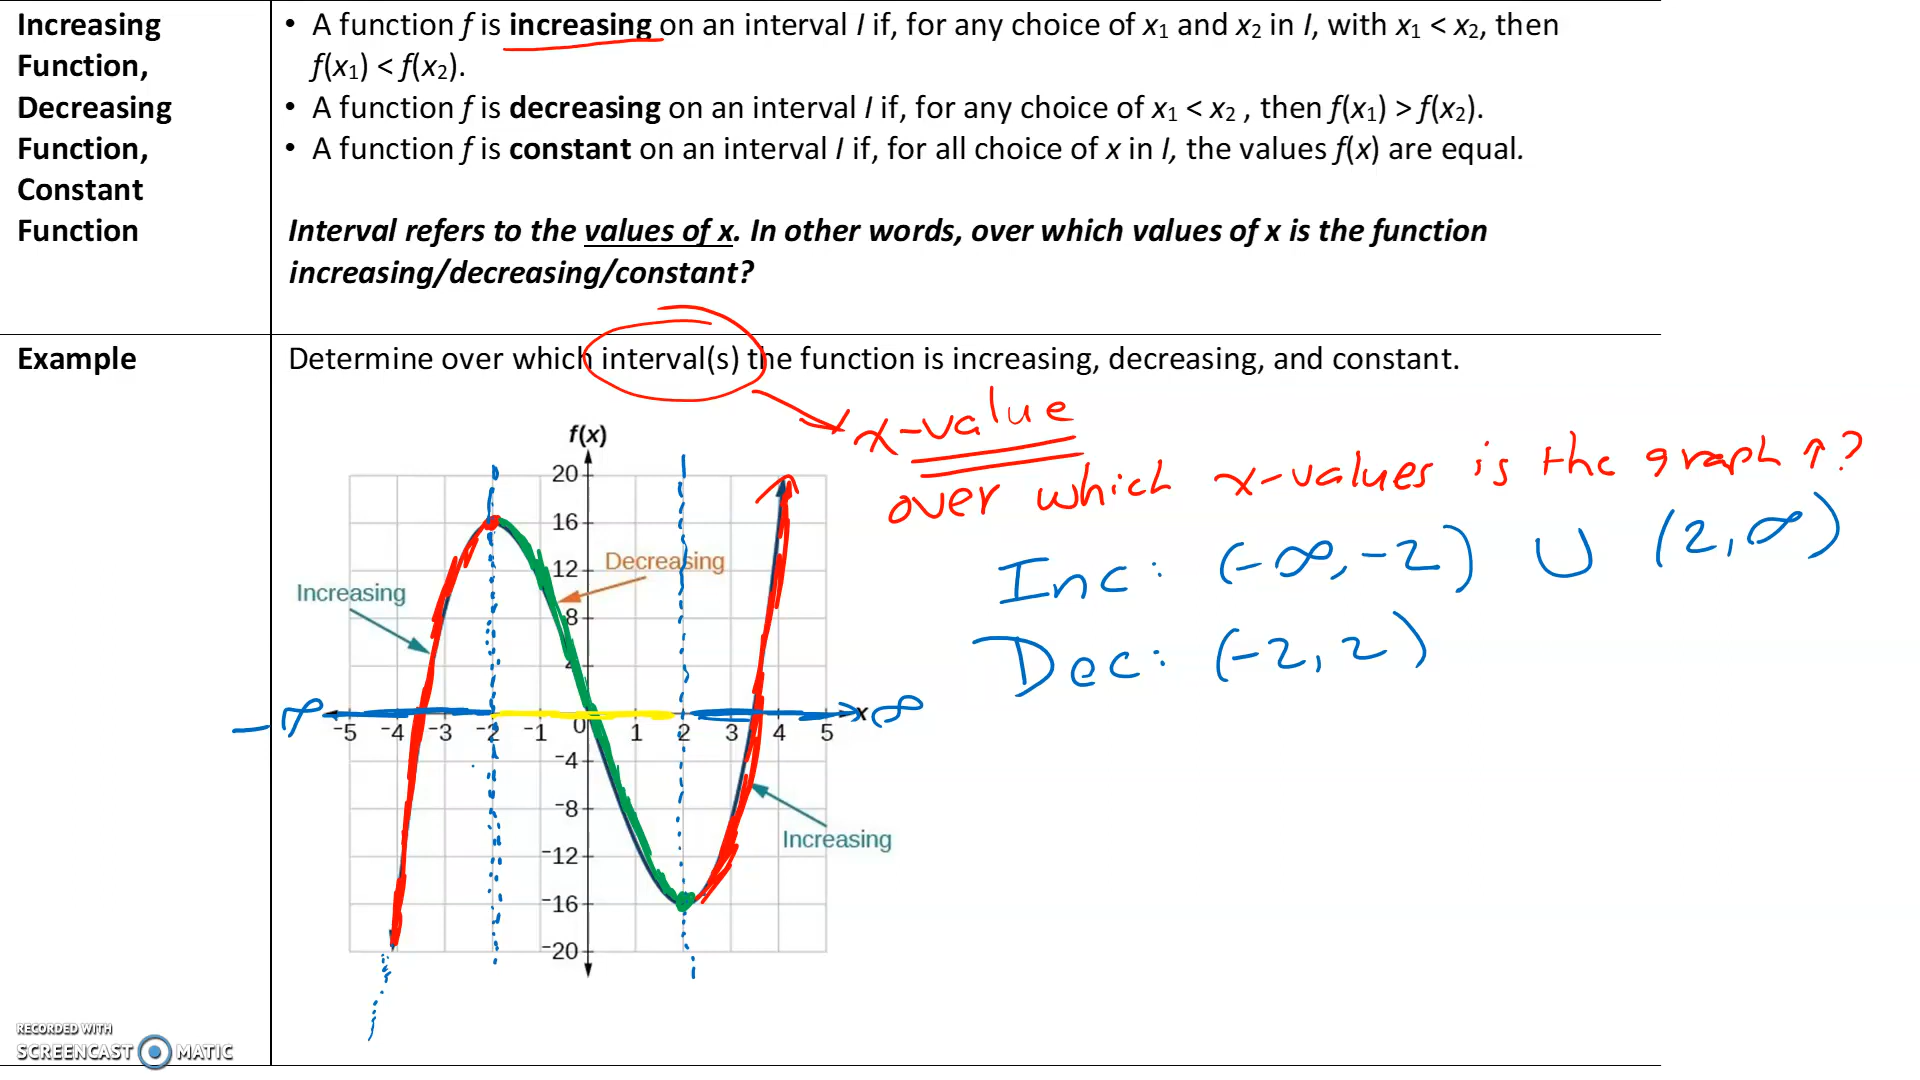 Increasing
Function,
Decreasing
Function,
Constant
Function
• A function f is increasing on an interval I if, for any choice of x₁ and x₂ in I, with x₁ < x₂, then
f(x₁) < f(x₂).
• A function f is decreasing on an interval I if, for any choice of x₁ < x₂ , then f(x₁) > f(x₂).
• A function f is constant on an interval I if, for all choice of x in I, the values f(x) are equal.
Interval refers to the values of x. In other words, over which values of x is the function
increasing/decreasing/constant?
Example
Determine over which interval(s) the function is increasing, decreasing, and constant.
x-value
over which x-values is the graph ↑?
Inc: (-∞,-2) ∪ (2,∞)
Dec: (-2,2)
f(x)
20
16
12
8
4
Decreasing
Increasing
-∞
-5 -4 -3 -2 -1 0 1 2 3 4 5
x
∞
-4
-8
-12
-16
-20
Increasing
RECORDED WITH
SCREENCAST MATIC